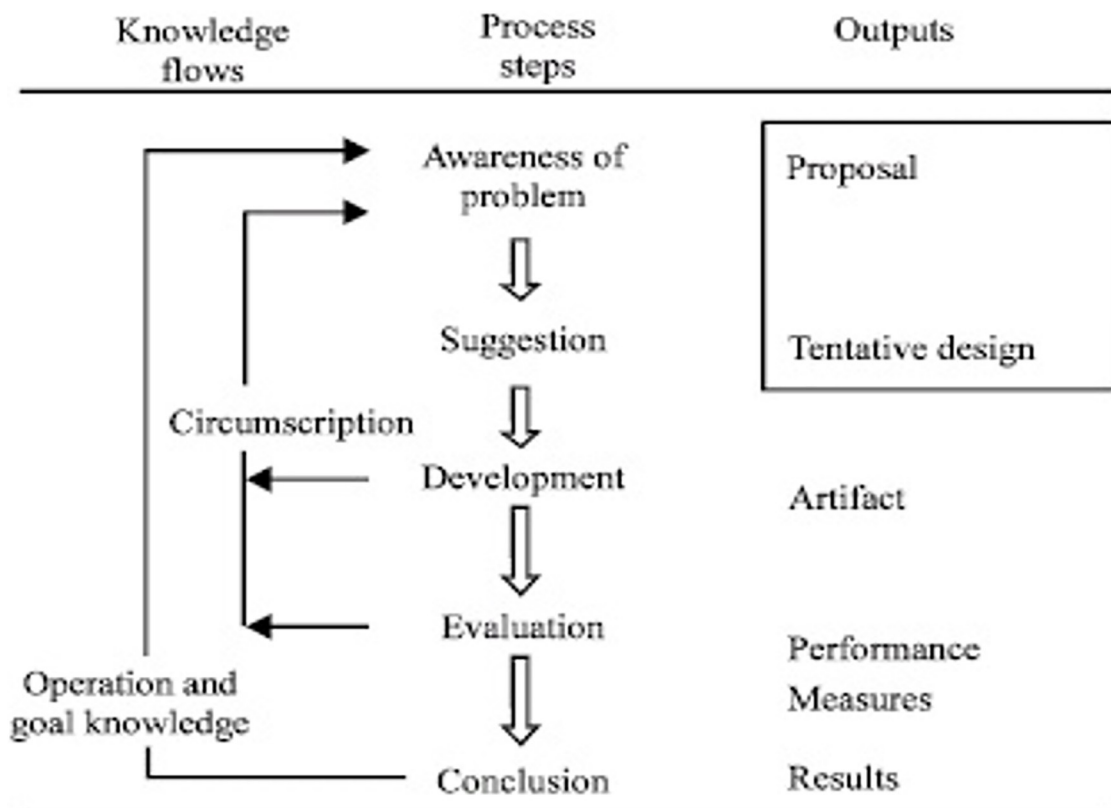 Knowledge
flows
Process
steps
Outputs
Awareness of
problem
Proposal
Suggestion
Tentative design
Circumscription
Development
Artifact
Evaluation
Performance
Measures
Operation and
goal knowledge
Conclusion
Results